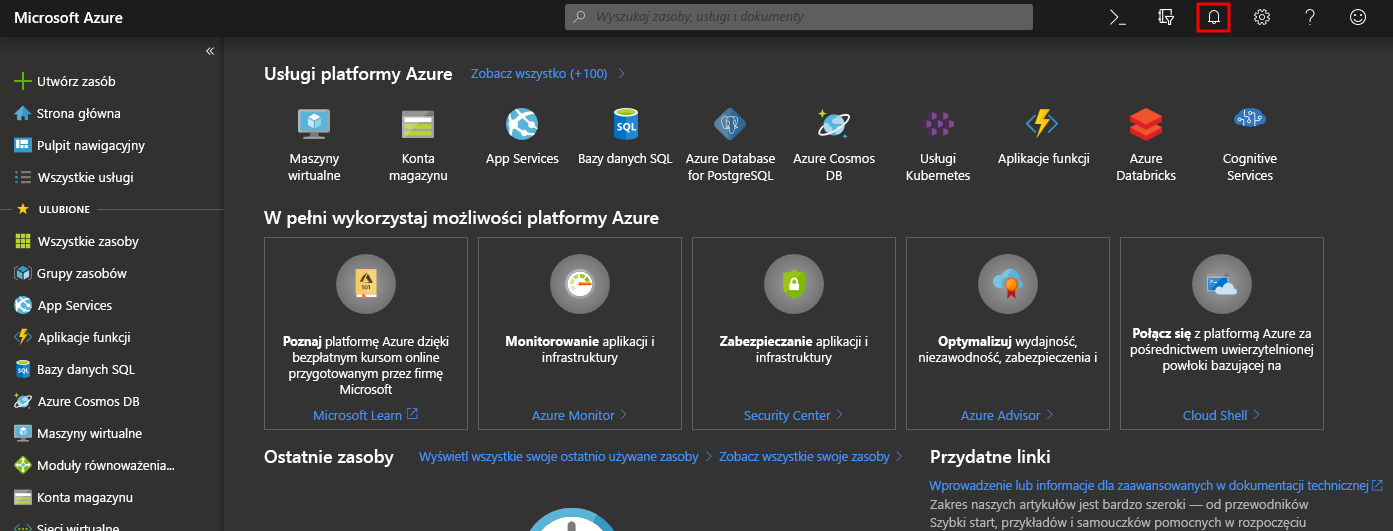 Microsoft Azure
Wyszukaj zasoby, usługi i dokumenty
Utwórz zasób
Strona główna
Pulpit nawigacyjny
Wszystkie usługi
ULUBIONE
Wszystkie zasoby
Grupy zasobów
App Services
Aplikacje funkcji
Bazy danych SQL
Azure Cosmos DB
Maszyny wirtualne
Moduły równoważenia...
Konta magazynu
Sieci wirtualne
Usługi platformy Azure
Zobacz wszystko (+100)
Maszyny
wirtualne
Konta
magazynu
App Services
SQL
Bazy danych SQL
Azure Database
for PostgreSQL
Azure Cosmos
DB
Usługi
Kubernetes
Aplikacje funkcji
Azure
Databricks
Cognitive
Services
W pełni wykorzystaj możliwości platformy Azure
101
Poznaj platformę Azure dzięki
bezpłatnym kursom online
przygotowanym przez firmę
Microsoft
Microsoft Learn
Monitorowanie aplikacji i
infrastruktury
Azure Monitor
Zabezpieczanie aplikacji i
infrastruktury
Security Center
Optymalizuj wydajność,
niezawodność, zabezpieczenia i
Azure Advisor
Połącz się z platformą Azure za
pośrednictwem uwierzytelnionej
powłoki bazującej na
Cloud Shell
Ostatnie zasoby
Wyświetl wszystkie swoje ostatnio używane zasoby
Zobacz wszystkie swoje zasoby
Przydatne linki
Wprowadzenie lub informacje dla zaawansowanych w dokumentacji technicznej
Zakres naszych artykułów jest bardzo szeroki — od przewodników
Szybki start, przykładów i samouczków pomocnych w rozpoczęciu